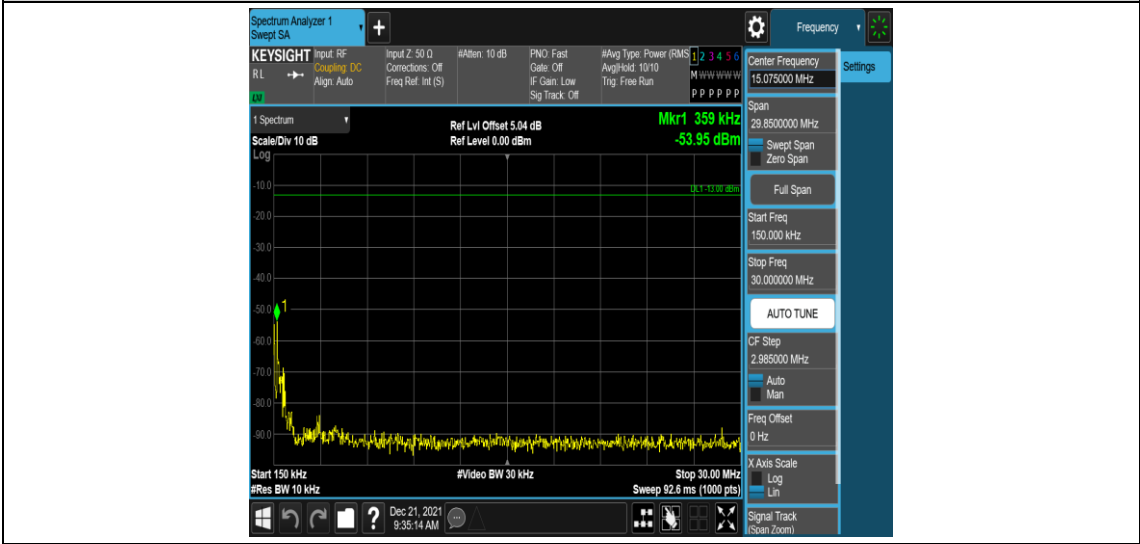 Spectrum Analyzer 1
Swept SA
+
Frequency
KEYSIGHT
RL
Input: RF
Coupling: DC
Align: Auto
Input Z: 50 Ω
Corrections: Off
Freq Ref: Int (S)
#Atten: 10 dB
PNO: Fast
Gate: Off
IF Gain: Low
Sig Track: Off
#Avg Type: Power (RMS
Avg|Hold: 10/10
Trig: Free Run
1 2 3 4 5 6
M W W W W W
P P P P P P
1 Spectrum
Scale/Div 10 dB
Log
Ref Lvl Offset 5.04 dB
Ref Level 0.00 dBm
Mkr1 359 kHz
-53.95 dBm
DL1 -13.00 dBm
-10.0
-20.0
-30.0
-40.0
-50.0
1
-60.0
-70.0
-80.0
-90.0
Start 150 kHz
#Res BW 10 kHz
#Video BW 30 kHz
Stop 30.00 MHz
Sweep 92.6 ms (1000 pts)
?
Dec 21, 2021
9:35:14 AM
Center Frequency
15.075000 MHz
Settings
Span
29.8500000 MHz
Swept Span
Zero Span
Full Span
Start Freq
150.000 kHz
Stop Freq
30.000000 MHz
AUTO TUNE
CF Step
2.985000 MHz
Auto
Man
Freq Offset
0 Hz
X Axis Scale
Log
Lin
Signal Track
(Span Zoom)